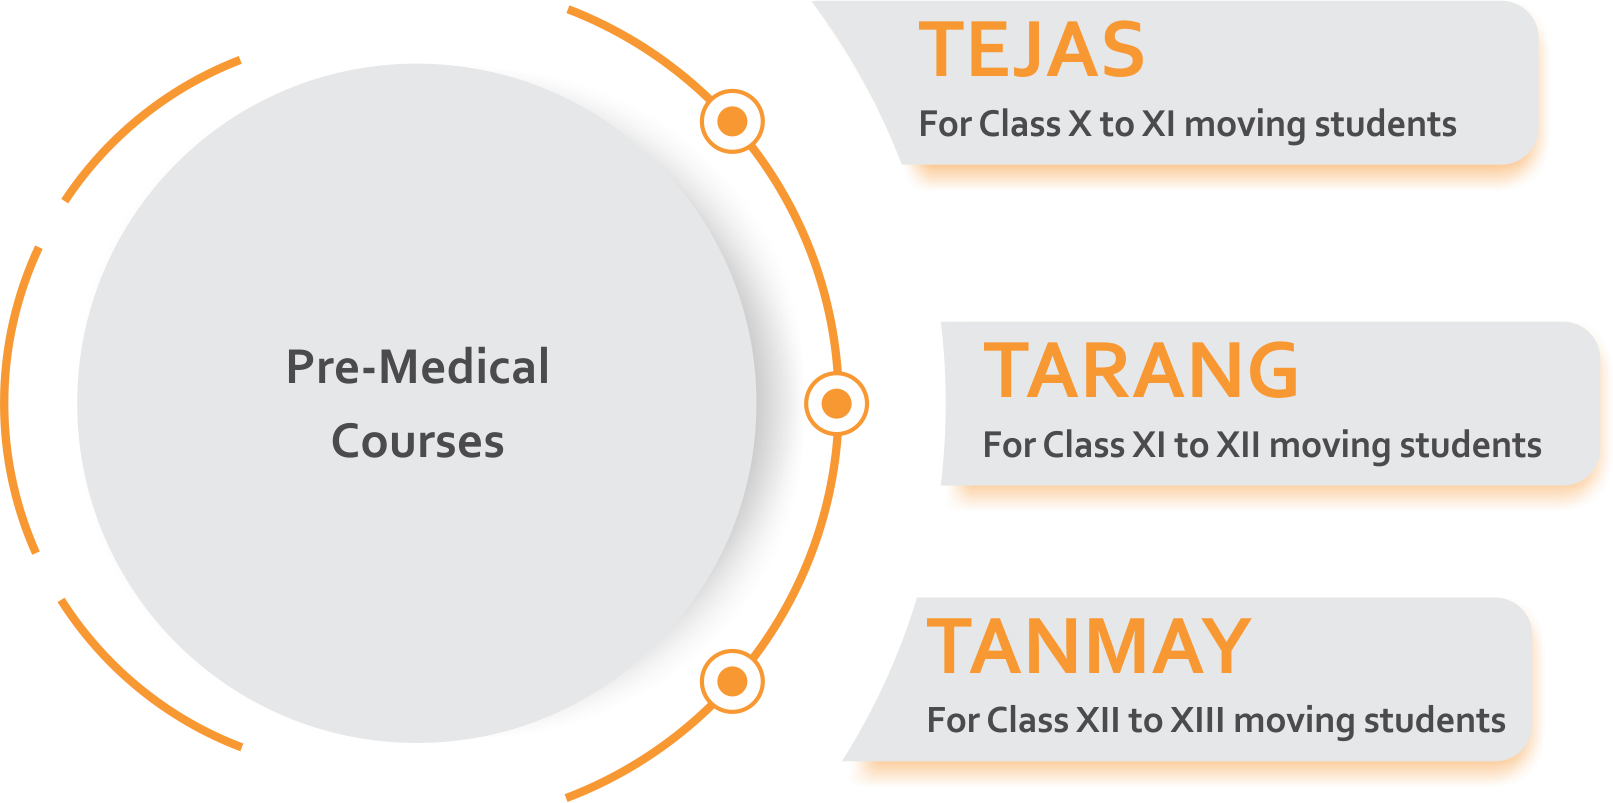 Pre-Medical
Courses
TEJAS
For Class X to XI moving students
TARANG
For Class XI to XII moving students
TANMAY
For Class XII to XIII moving students